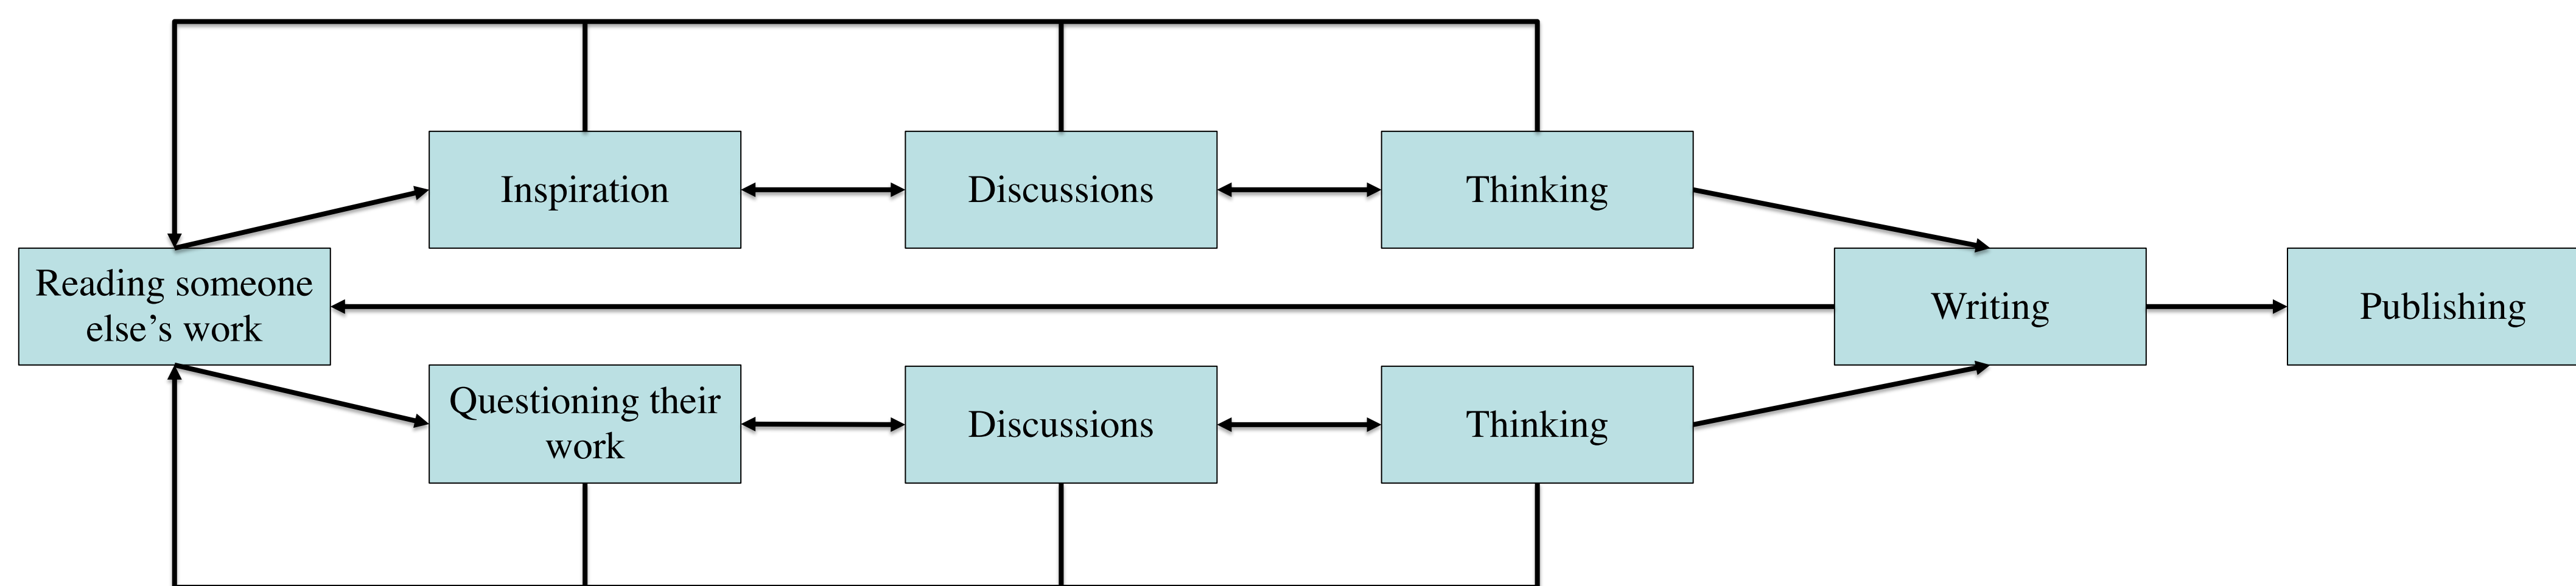 Inspiration
Discussions
Thinking
Reading someone
else’s work
Writing
Publishing
Questioning their
work
Discussions
Thinking